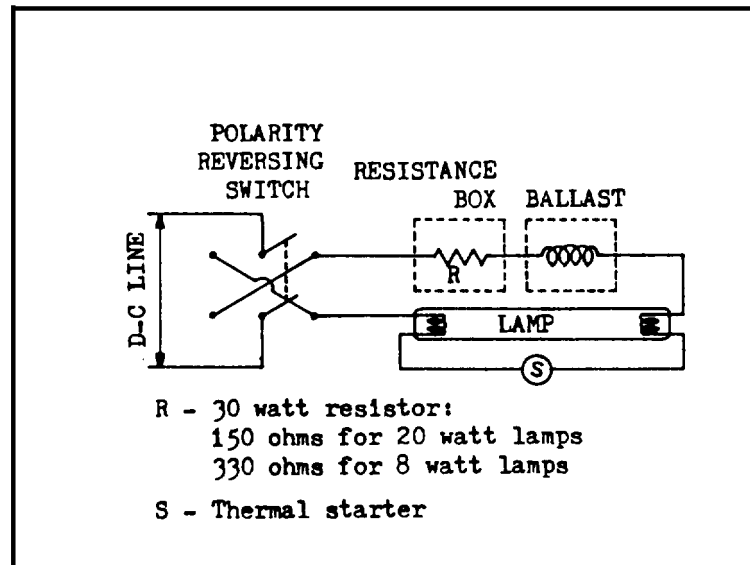 POLARITY
REVERSING
SWITCH
RESISTANCE
BOX
BALLAST
D-C LINE
R
LAMP
S
R - 30 watt resistor:
150 ohms for 20 watt lamps
330 ohms for 8 watt lamps
S - Thermal starter